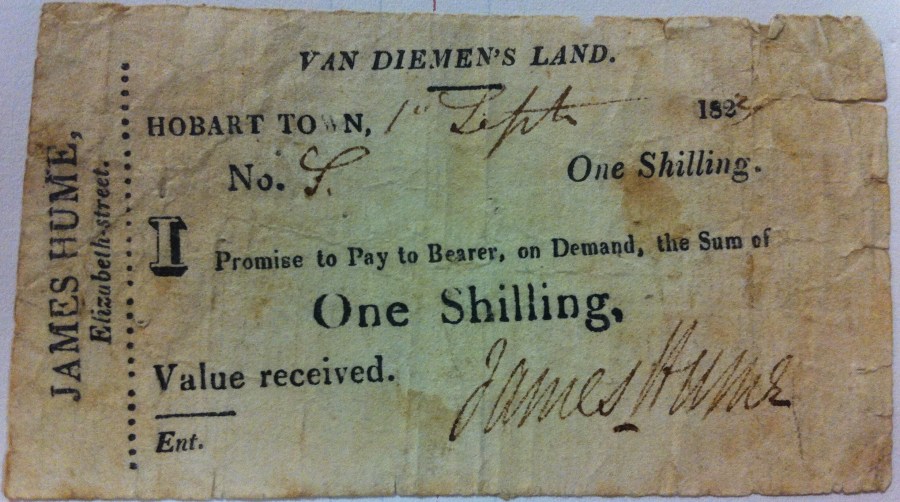 VAN DIEMEN'S LAND.
HOBART TOWN, 1st Sept 182
No. 
One Shilling.
I Promise to Pay to Bearer, on Demand, the Sum of
One Shilling,
Value received.
James Hume
Ent.
JAMES HUME,
Elizabeth-street.